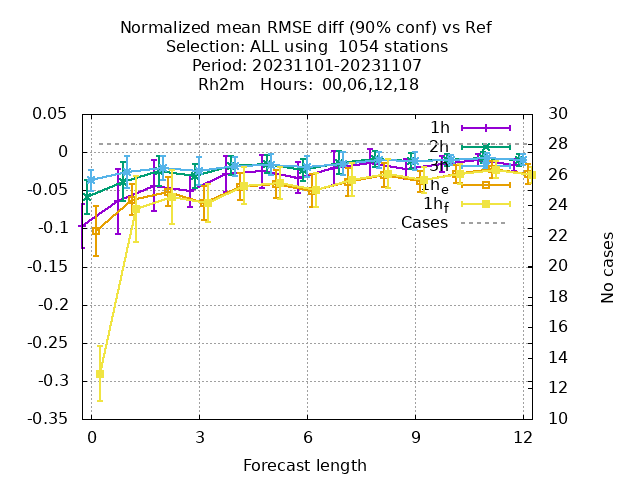 Normalized mean RMSE diff (90% conf) vs Ref
Selection: ALL using 1054 stations
Period: 20231101-20231107
Rh2m Hours: 00,06,12,18
0.05
0
-0.05
-0.1
-0.15
-0.2
-0.25
-0.3
-0.35
30
28
26
24
22
20
18
16
14
12
10
1h
2h
3h
1h_e
1h_f
Cases
No cases
0
3
6
9
12
Forecast length